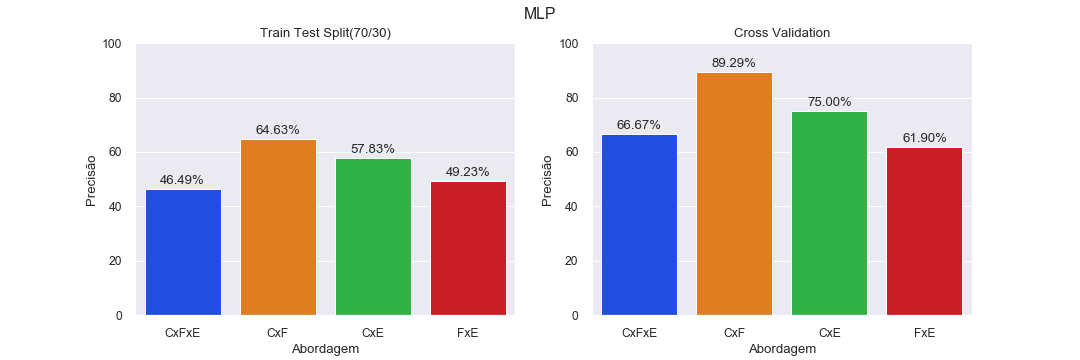 MLP
Train Test Split(70/30)
100
80
60
40
20
0
Precisão
46.49%
64.63%
57.83%
49.23%
CxFxE
CxF
CxE
FxE
Abordagem
Cross Validation
100
80
60
40
20
0
Precisão
66.67%
89.29%
75.00%
61.90%
CxFxE
CxF
CxE
FxE
Abordagem